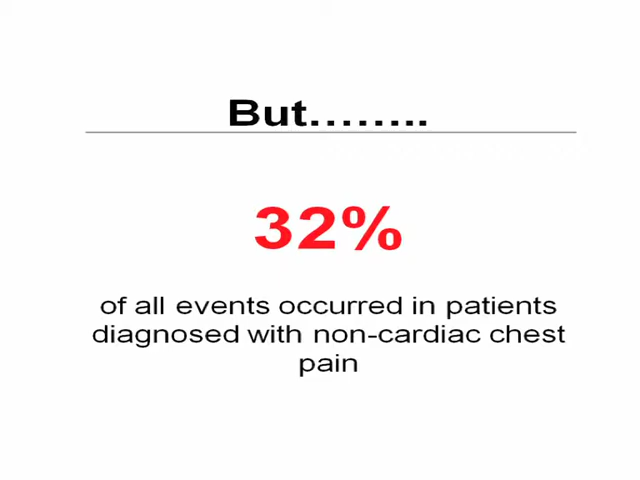 But……..
32%
of all events occurred in patients
diagnosed with non-cardiac chest
pain